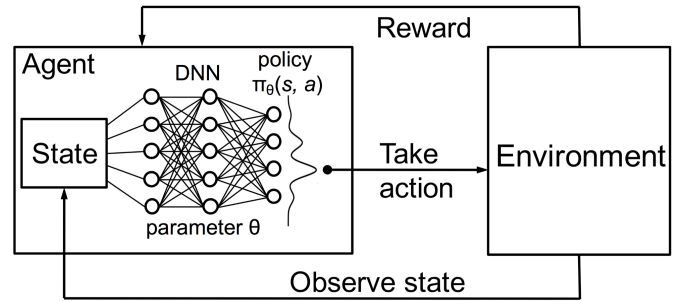 Reward
Agent
DNN
policy
πθ(s, a)
State
Take
action
Environment
parameter θ
Observe state